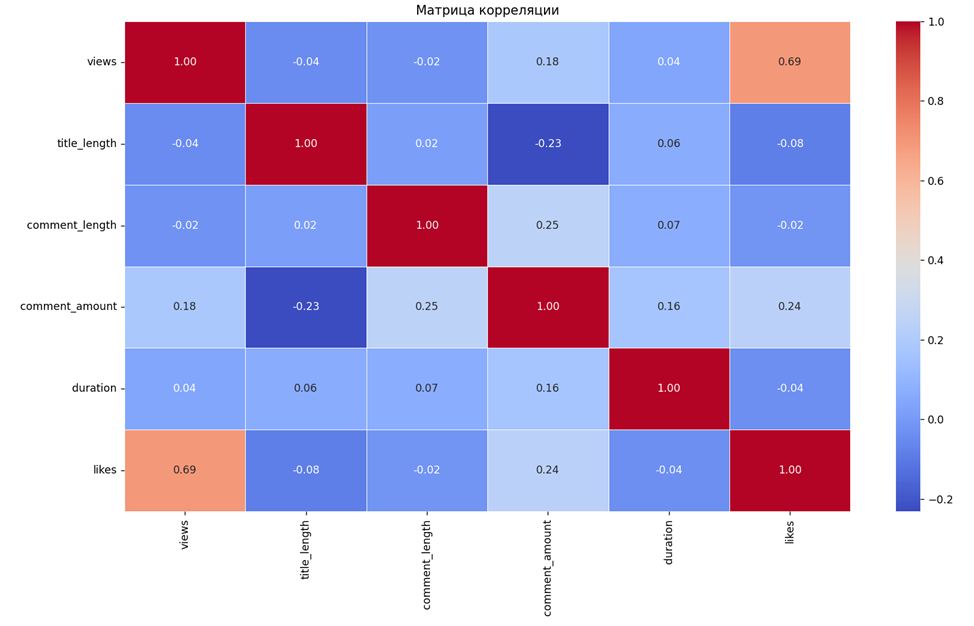 Матрица корреляции
views 1.00 -0.04 -0.02 0.18 0.04 0.69
title_length -0.04 1.00 0.02 -0.23 0.06 -0.08
comment_length -0.02 0.02 1.00 0.25 0.07 -0.02
comment_amount 0.18 -0.23 0.25 1.00 0.16 0.24
duration 0.04 0.06 0.07 0.16 1.00 -0.04
likes 0.69 -0.08 -0.02 0.24 -0.04 1.00
views title_length comment_length comment_amount duration likes
1.0
0.8
0.6
0.4
0.2
0.0
−0.2